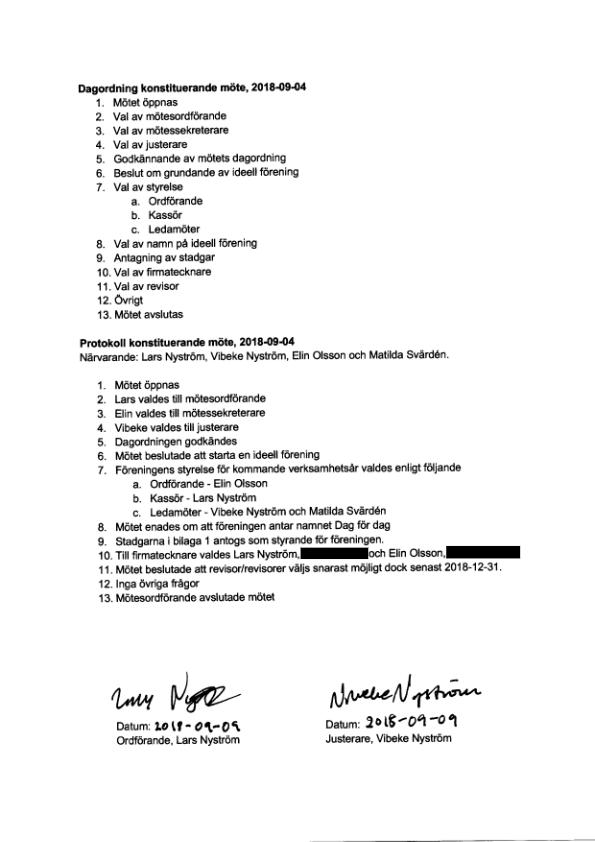 Dagordning konstituerande möte, 2018-09-04
1. Mötet öppnas
2. Val av mötesordförande
3. Val av mötessekreterare
4. Val av justerare
5. Godkännande av mötets dagordning
6. Beslut om grundande av ideell förening
7. Val av styrelse
a. Ordförande
b. Kassör
c. Ledamöter
8. Val av namn på ideell förening
9. Antagning av stadgar
10. Val av firmatecknare
11. Val av revisor
12. Övrigt
13. Mötet avslutas
Protokoll konstituerande möte, 2018-09-04
Närvarande: Lars Nyström, Vibeke Nyström, Elin Olsson och Matilda Svärdén.
1. Mötet öppnas
2. Lars valdes till mötesordförande
3. Elin valdes till mötessekreterare
4. Vibeke valdes till justerare
5. Dagordningen godkändes
6. Mötet beslutade att starta en ideell förening
7. Föreningens styrelse för kommande verksamhetsår valdes enligt följande
a. Ordförande - Elin Olsson
b. Kassör - Lars Nyström
c. Ledamöter - Vibeke Nyström och Matilda Svärdén
8. Mötet enades om att föreningen antar namnet Dag för dag
9. Stadgarna i bilaga 1 antogs som styrande för föreningen.
10. Till firmatecknare valdes Lars Nyström, och Elin Olsson,
11. Mötet beslutade att revisor/revisorer väljs snarast möjligt dock senast 2018-12-31.
12. Inga övriga frågor
13. Mötesordförande avslutade mötet
Vibeke Nyström
Datum: 2018-09-09
Datum: 2018-09-09
Ordförande, Lars Nyström
Justerare, Vibeke Nyström